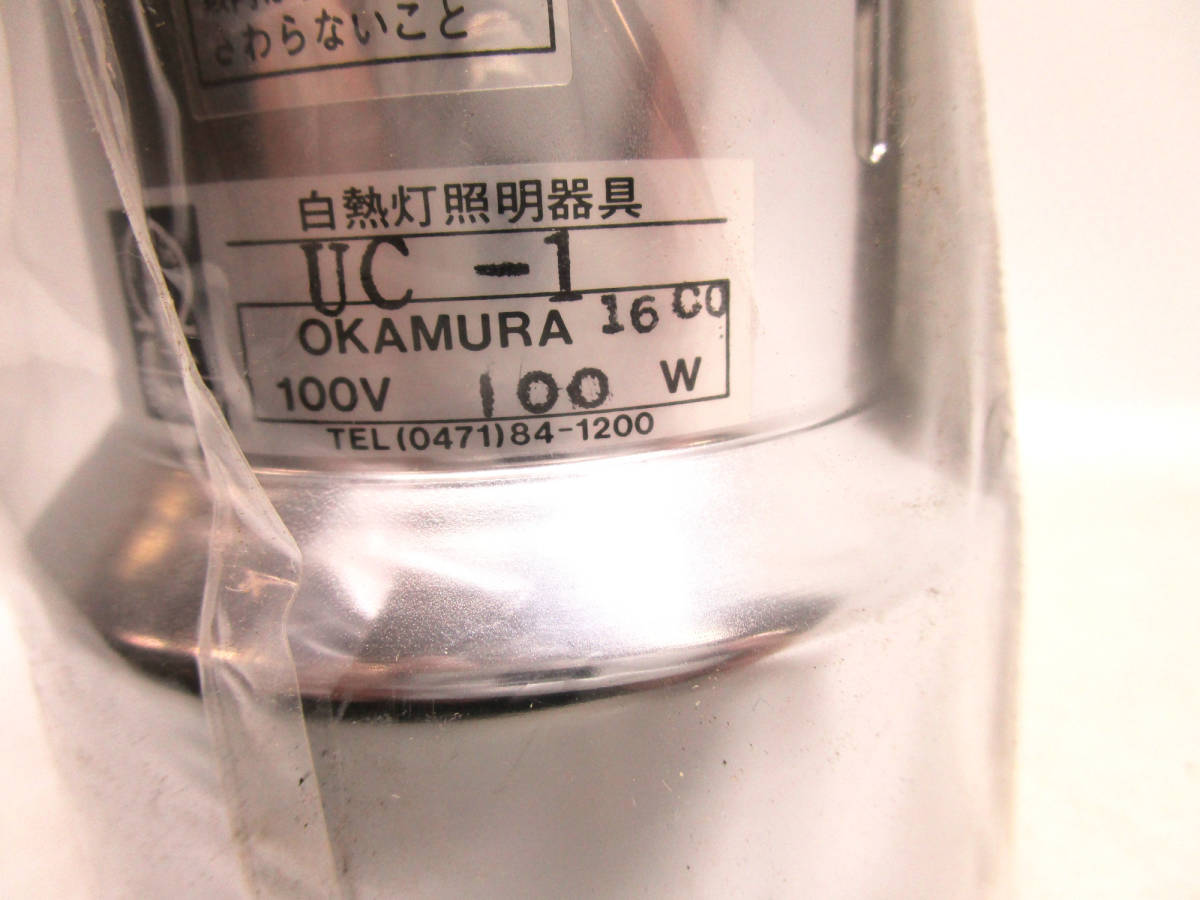 さわらないこと
白熱灯照明器具
UC -1
OKAMURA 16 CO
100V 100 W
TEL(0471)84-1200